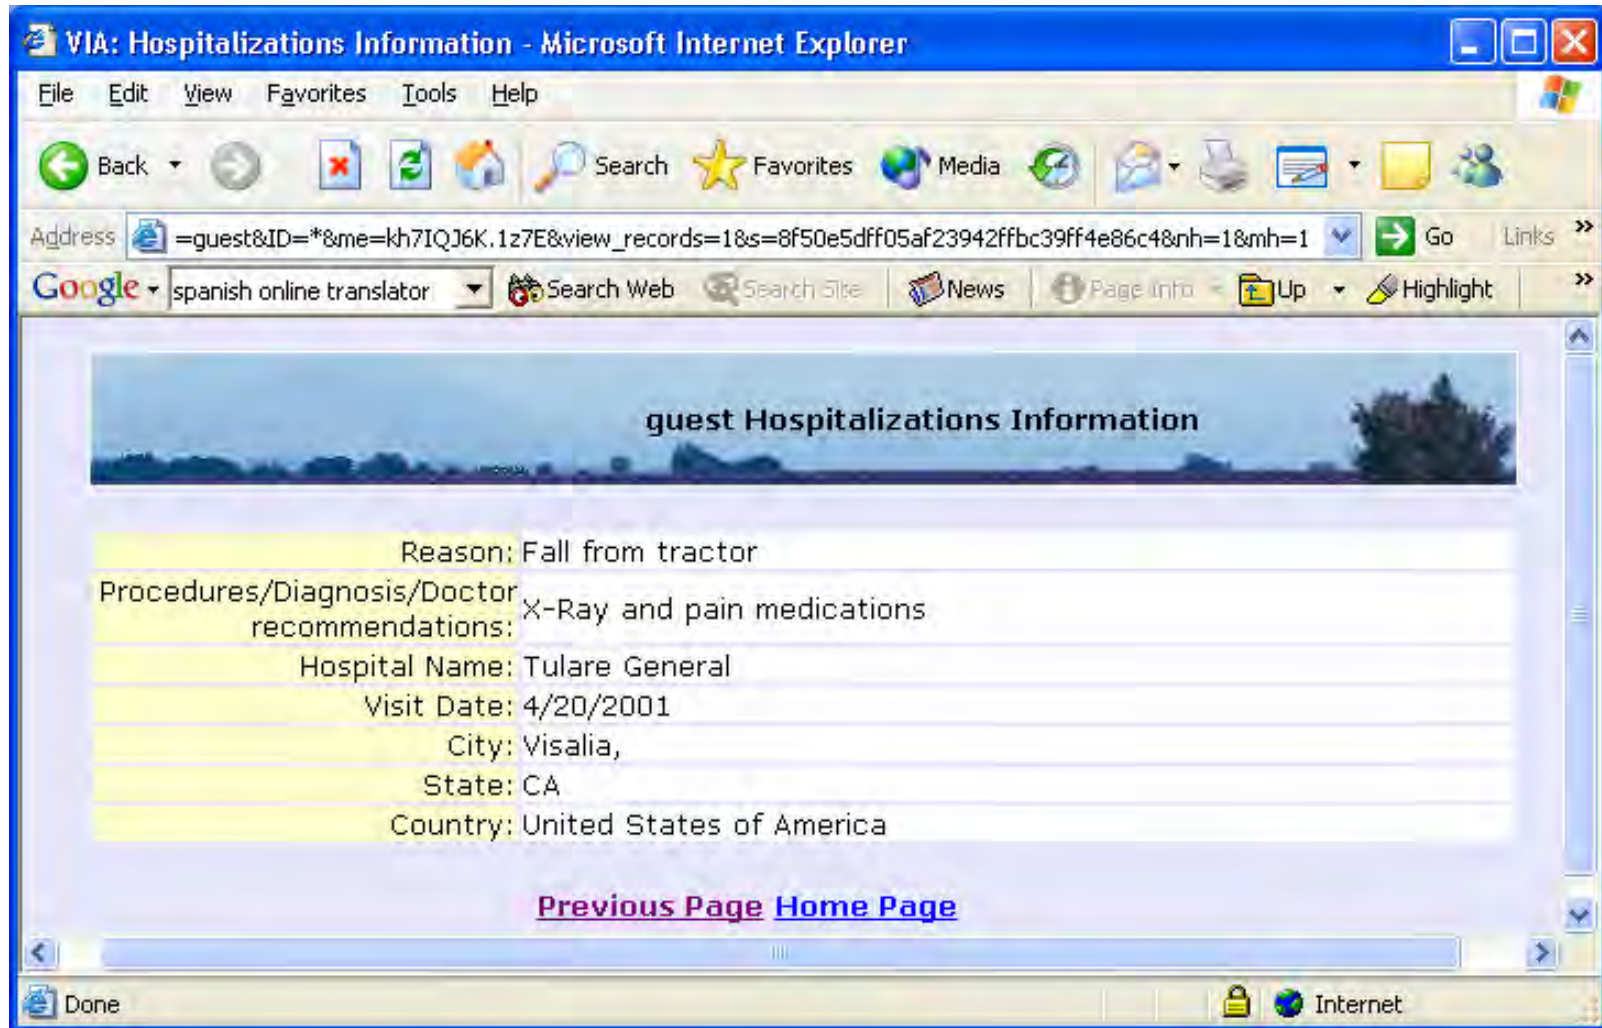 VIA: Hospitalizations Information - Microsoft Internet Explorer
File Edit View Favorites Tools Help
Back Search Favorites Media
Address =guest&ID=*&me=kh7IQJ6K.1z7E&view_records=1&s=8f50e5dff05af23942ffbc39ff4e86c4&nh=1&mh=1 Go Links »
Google spanish online translator Search Web Search Site News Page Info Up Highlight »
guest Hospitalizations Information
Reason: Fall from tractor
Procedures/Diagnosis/Doctor
recommendations: X-Ray and pain medications
Hospital Name: Tulare General
Visit Date: 4/20/2001
City: Visalia,
State: CA
Country: United States of America
Previous Page Home Page
Done Internet